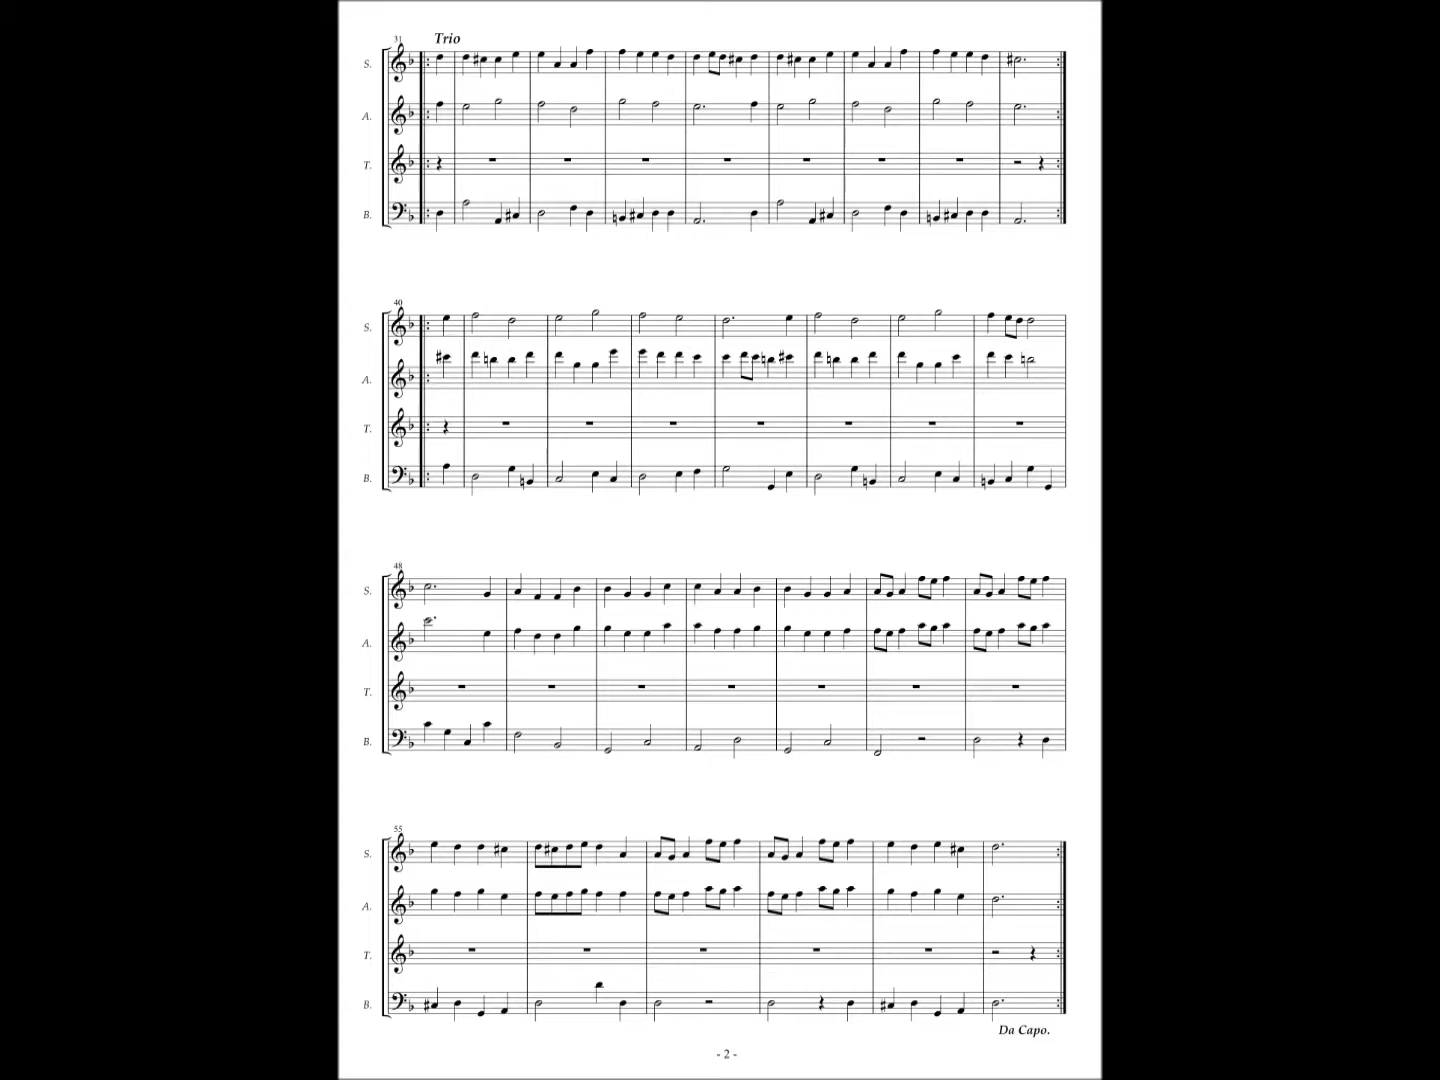 Trio
31
S.
A.
T.
B.
40
S.
A.
T.
B.
48
S.
A.
T.
B.
55
S.
A.
T.
B.
Da Capo.
- 2 -